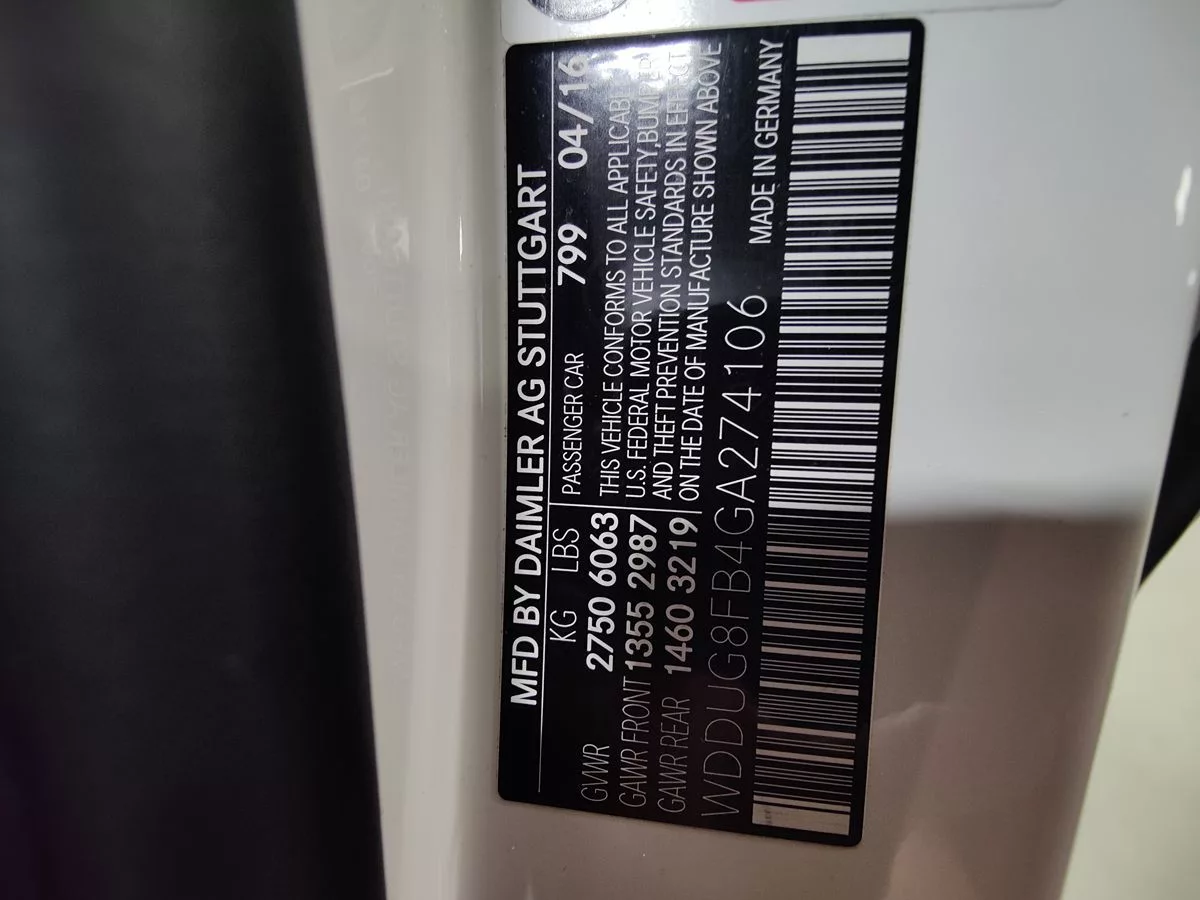 MFD BY DAIMLER AG STUTTGART
KG LBS PASSENGER CAR 799 04/16
GVWR 2750 6063 THIS VEHICLE CONFORMS TO ALL APPLICABLE
GAWR FRONT 1355 2987 U.S. FEDERAL MOTOR VEHICLE SAFETY,BUMPER,
GAWR REAR 1460 3219 AND THEFT PREVENTION STANDARDS IN EFFECT
ON THE DATE OF MANUFACTURE SHOWN ABOVE
WDDUG8FB4GA274106 MADE IN GERMANY